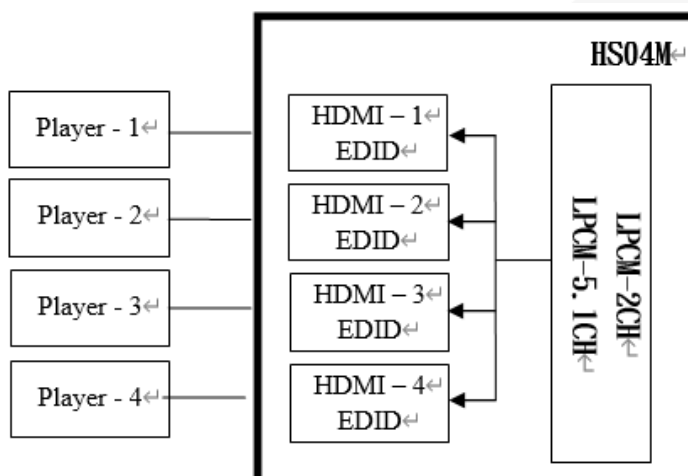 HS04M
Player - 1
HDMI – 1
EDID
Player - 2
HDMI – 2
EDID
Player - 3
HDMI – 3
EDID
Player - 4
HDMI – 4
EDID
LPCM-2CH
LPCM-5.1CH